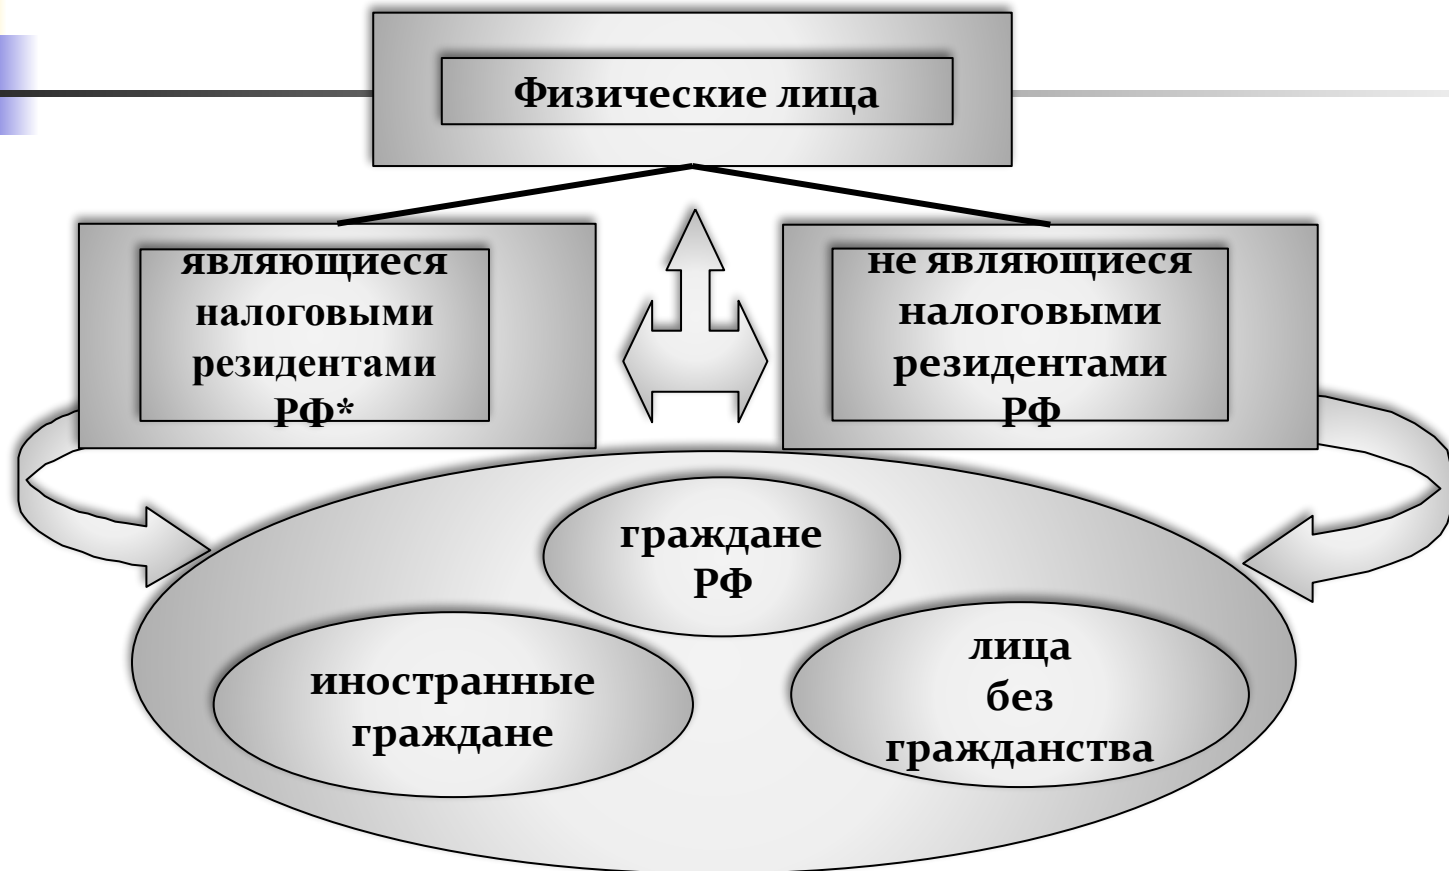 Физические лица
являющиеся
налоговыми
резидентами
РФ*
не являющиеся
налоговыми
резидентами
РФ
граждане
РФ
иностранные
граждане
лица
без
гражданства